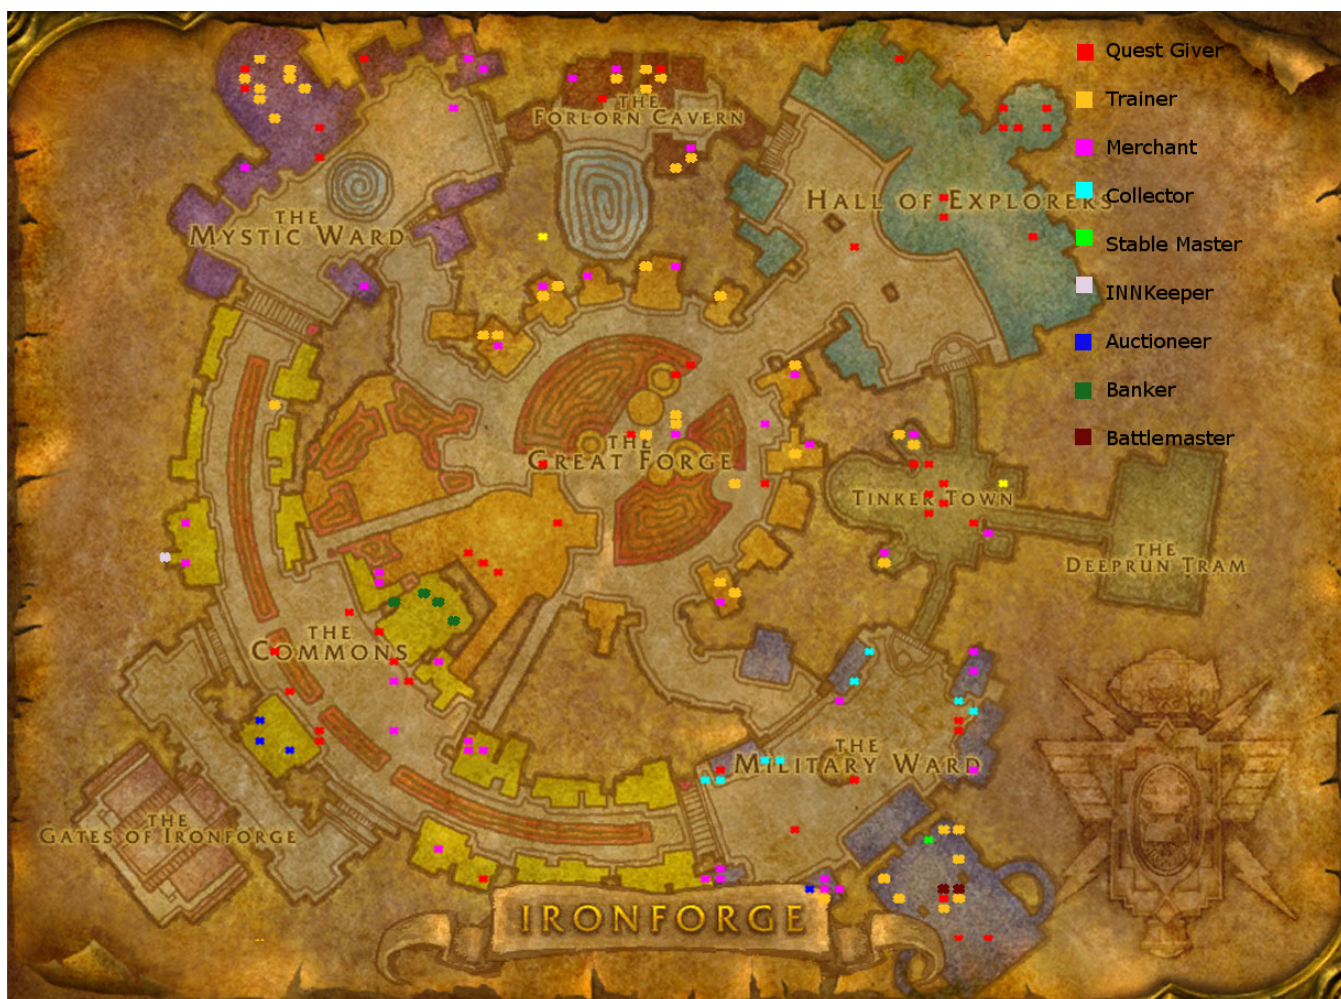 Quest Giver
Trainer
Merchant
Collector
Stable Master
INNKeeper
Auctioneer
Banker
Battlemaster
THE
FORLORN CAVERN
HALL OF EXPLORERS
THE
MYSTIC WARD
THE
GREAT FORGE
TINKER TOWN
THE
DEEPRUN TRAM
THE
COMMONS
THE
MILITARY WARD
THE
GATES OF IRONFORGE
IRONFORGE